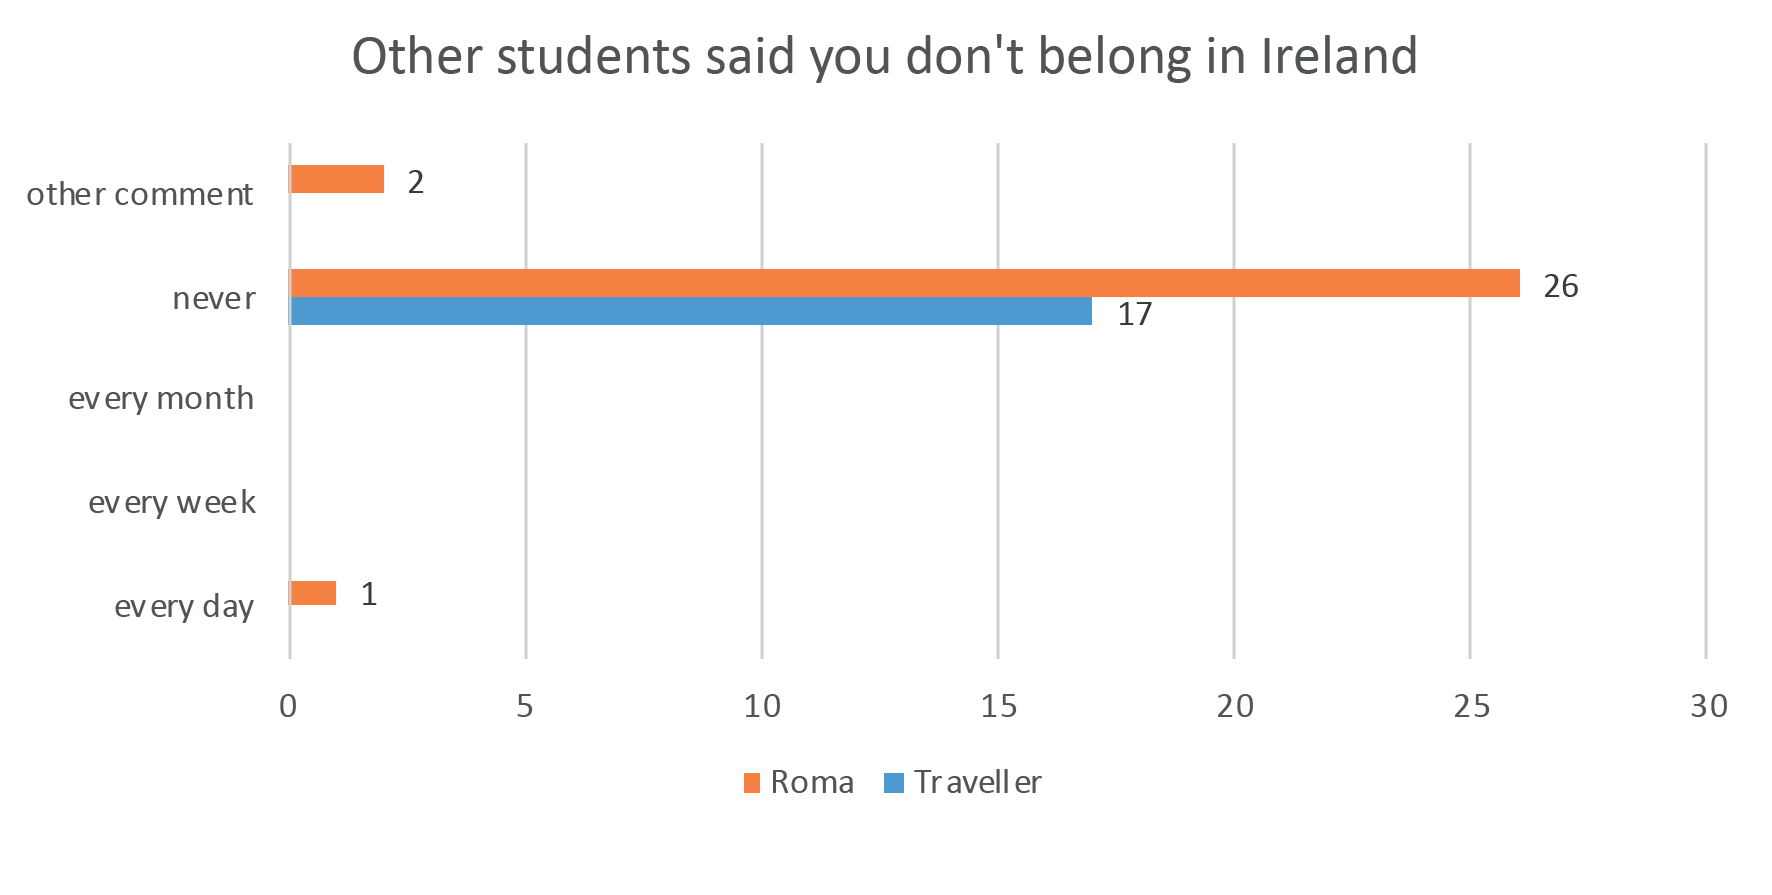 Other students said you don't belong in Ireland
other comment
2
never
26
17
every month
every week
every day
1
0 5 10 15 20 25 30
Roma Traveller